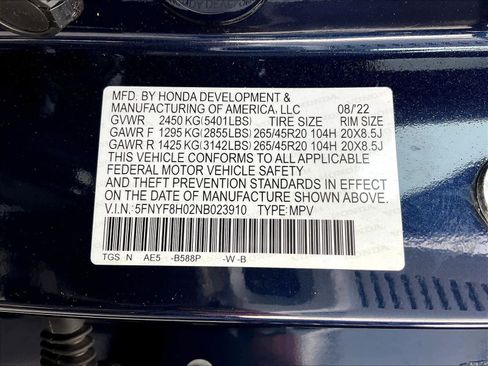 MFD. BY HONDA DEVELOPMENT &
MANUFACTURING OF AMERICA, LLC 08/'22
GVWR 2450 KG(5401LBS) TIRE SIZE RIM SIZE
GAWR F 1295 KG(2855LBS) 265/45R20 104H 20X8.5J
GAWR R 1425 KG(3142LBS) 265/45R20 104H 20X8.5J
THIS VEHICLE CONFORMS TO ALL APPLICABLE
FEDERAL MOTOR VEHICLE SAFETY
AND THEFT PREVENTION STANDARDS IN EFFECT
ON THE DATE OF MANUFACTURE SHOWN ABOVE.
V.I.N.: 5FNYF8H02NB023910 TYPE: MPV
TGS N AE5 -B588P -W -B